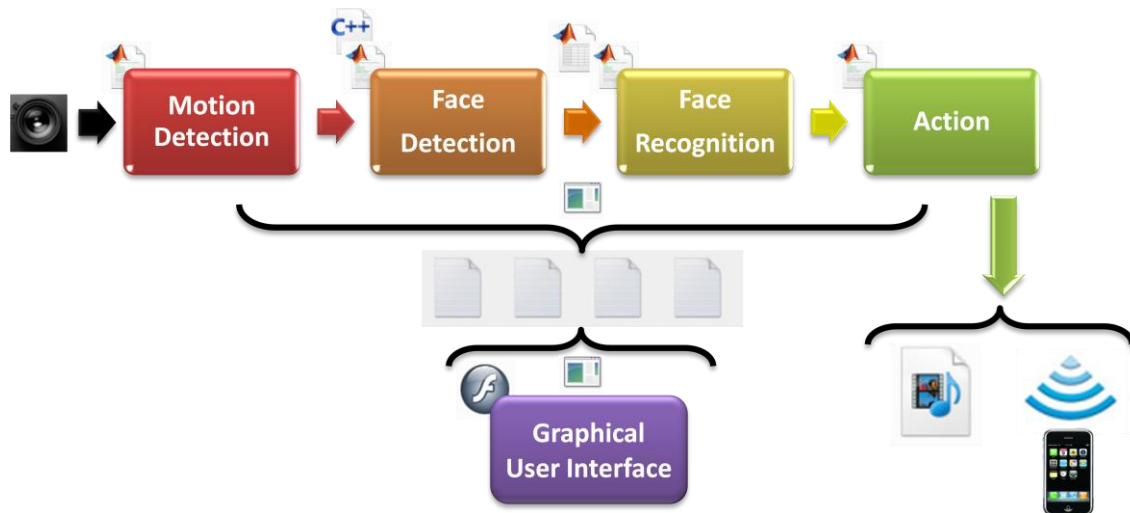 C++
Motion
Detection
Face
Detection
Face
Recognition
Action
Graphical
User Interface